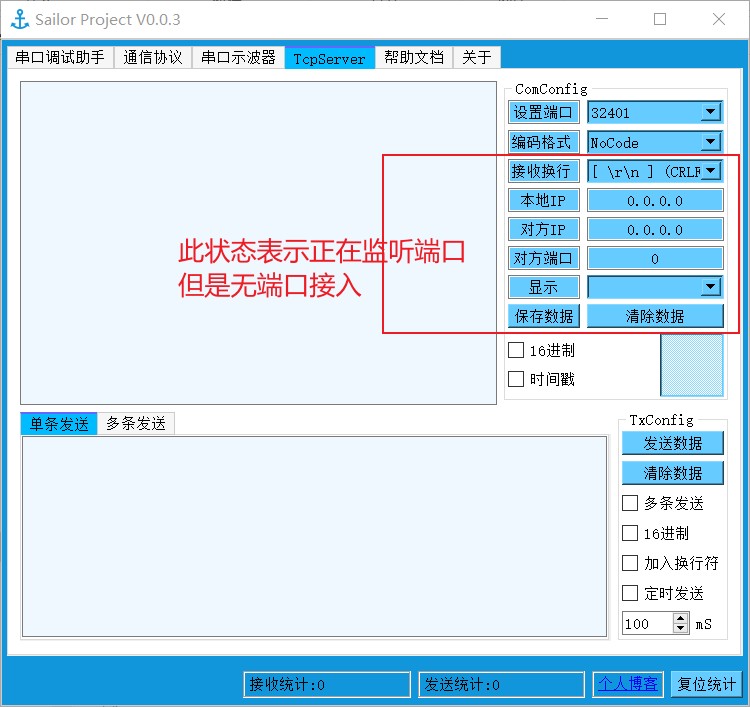 Sailor Project V0.0.3
串口调试助手 通信协议 串口示波器 TcpServer 帮助文档 关于
ComConfig
设置端口 32401
编码格式 NoCode
接收换行 [ \r\n ] (CRLF
本地IP 0.0.0.0
对方IP 0.0.0.0
对方端口 0
显示
保存数据 清除数据
16进制
时间戳
此状态表示正在监听端口
但是无端口接入
单条发送 多条发送
TxConfig
发送数据
清除数据
多条发送
16进制
加入换行符
定时发送
100 mS
接收统计:0 发送统计:0 个人博客 复位统计